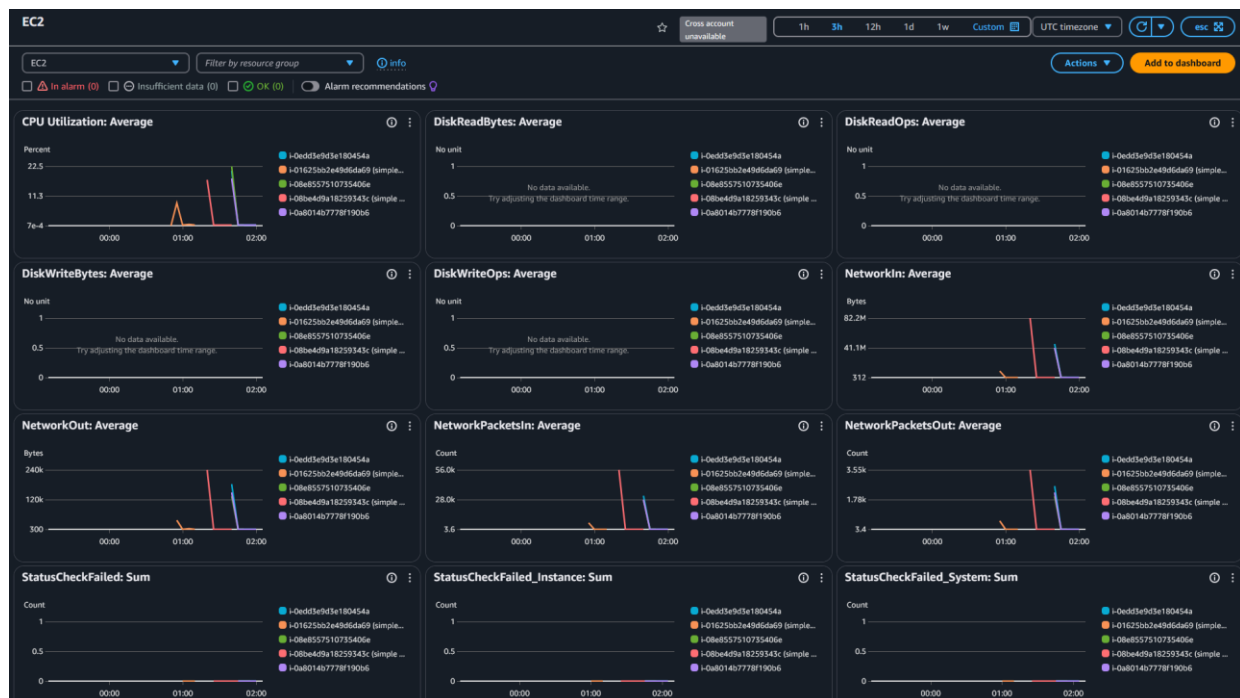 EC2
Cross account unavailable
1h 3h 12h 1d 1w Custom UTC timezone esc
EC2 Filter by resource group info Actions Add to dashboard
In alarm (0) Insufficient data (0) OK (0) Alarm recommendations
CPU Utilization: Average
Percent
22.5
11.3
7e-4
00:00 01:00 02:00
i-0edd3e9d3e180454a
i-01625bb2e49d6da69 (simple...
i-08e8557510735406e
i-08be4d9a18259343c (simple ...
i-0a8014b7778f190b6
DiskReadBytes: Average
No unit
1
0.5
0
No data available.
Try adjusting the dashboard time range.
00:00 01:00 02:00
i-0edd3e9d3e180454a
i-01625bb2e49d6da69 (simple...
i-08e8557510735406e
i-08be4d9a18259343c (simple ...
i-0a8014b7778f190b6
DiskReadOps: Average
No unit
1
0.5
0
No data available.
Try adjusting the dashboard time range.
00:00 01:00 02:00
i-0edd3e9d3e180454a
i-01625bb2e49d6da69 (simple...
i-08e8557510735406e
i-08be4d9a18259343c (simple ...
i-0a8014b7778f190b6
DiskWriteBytes: Average
No unit
1
0.5
0
No data available.
Try adjusting the dashboard time range.
00:00 01:00 02:00
i-0edd3e9d3e180454a
i-01625bb2e49d6da69 (simple...
i-08e8557510735406e
i-08be4d9a18259343c (simple ...
i-0a8014b7778f190b6
DiskWriteOps: Average
No unit
1
0.5
0
No data available.
Try adjusting the dashboard time range.
00:00 01:00 02:00
i-0edd3e9d3e180454a
i-01625bb2e49d6da69 (simple...
i-08e8557510735406e
i-08be4d9a18259343c (simple ...
i-0a8014b7778f190b6
NetworkIn: Average
Bytes
82.2M
41.1M
312
00:00 01:00 02:00
i-0edd3e9d3e180454a
i-01625bb2e49d6da69 (simple...
i-08e8557510735406e
i-08be4d9a18259343c (simple ...
i-0a8014b7778f190b6
NetworkOut: Average
Bytes
240k
120k
300
00:00 01:00 02:00
i-0edd3e9d3e180454a
i-01625bb2e49d6da69 (simple...
i-08e8557510735406e
i-08be4d9a18259343c (simple ...
i-0a8014b7778f190b6
NetworkPacketsIn: Average
Count
56.0k
28.0k
3.6
00:00 01:00 02:00
i-0edd3e9d3e180454a
i-01625bb2e49d6da69 (simple...
i-08e8557510735406e
i-08be4d9a18259343c (simple ...
i-0a8014b7778f190b6
NetworkPacketsOut: Average
Count
3.55k
1.78k
3.4
00:00 01:00 02:00
i-0edd3e9d3e180454a
i-01625bb2e49d6da69 (simple...
i-08e8557510735406e
i-08be4d9a18259343c (simple ...
i-0a8014b7778f190b6
StatusCheckFailed: Sum
Count
1
0.5
0
00:00 01:00 02:00
i-0edd3e9d3e180454a
i-01625bb2e49d6da69 (simple...
i-08e8557510735406e
i-08be4d9a18259343c (simple ...
i-0a8014b7778f190b6
StatusCheckFailed_Instance: Sum
Count
1
0.5
0
00:00 01:00 02:00
i-0edd3e9d3e180454a
i-01625bb2e49d6da69 (simple...
i-08e8557510735406e
i-08be4d9a18259343c (simple ...
i-0a8014b7778f190b6
StatusCheckFailed_System: Sum
Count
1
0.5
0
00:00 01:00 02:00
i-0edd3e9d3e180454a
i-01625bb2e49d6da69 (simple...
i-08e8557510735406e
i-08be4d9a18259343c (simple ...
i-0a8014b7778f190b6